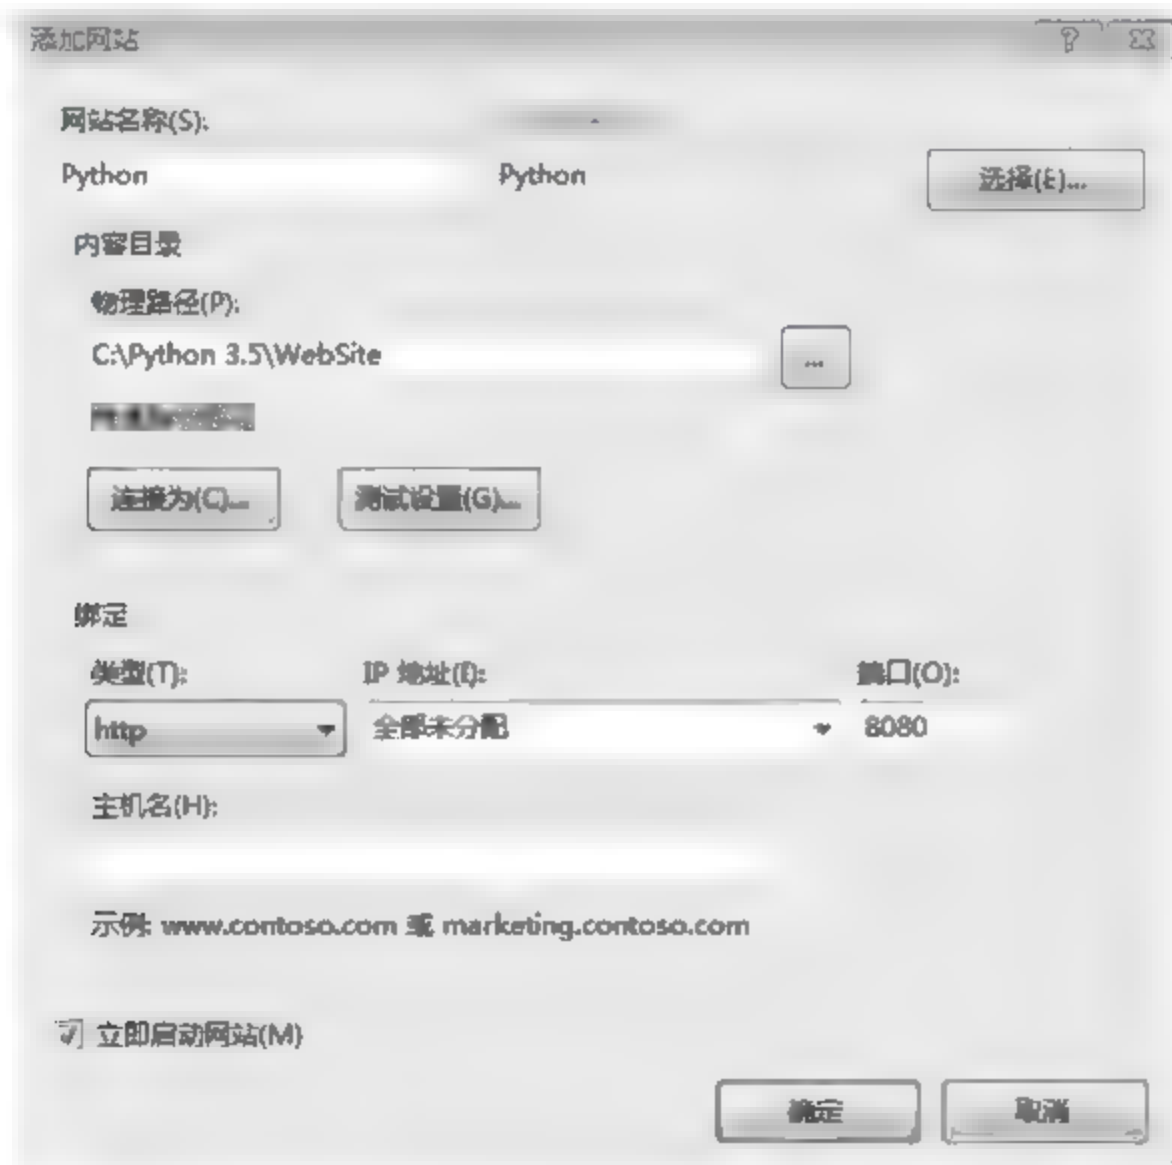 添加网站
网站名称(S):
Python Python 选择(E)...
内容目录
物理路径(P):
C:\Python 3.5\WebSite ...
连接为(C)... 测试设置(G)...
绑定
类型(T): IP 地址(I): 端口(O):
http 全部未分配 8080
主机名(H):
示例: www.contoso.com 或 marketing.contoso.com
立即启动网站(M)
确定 取消